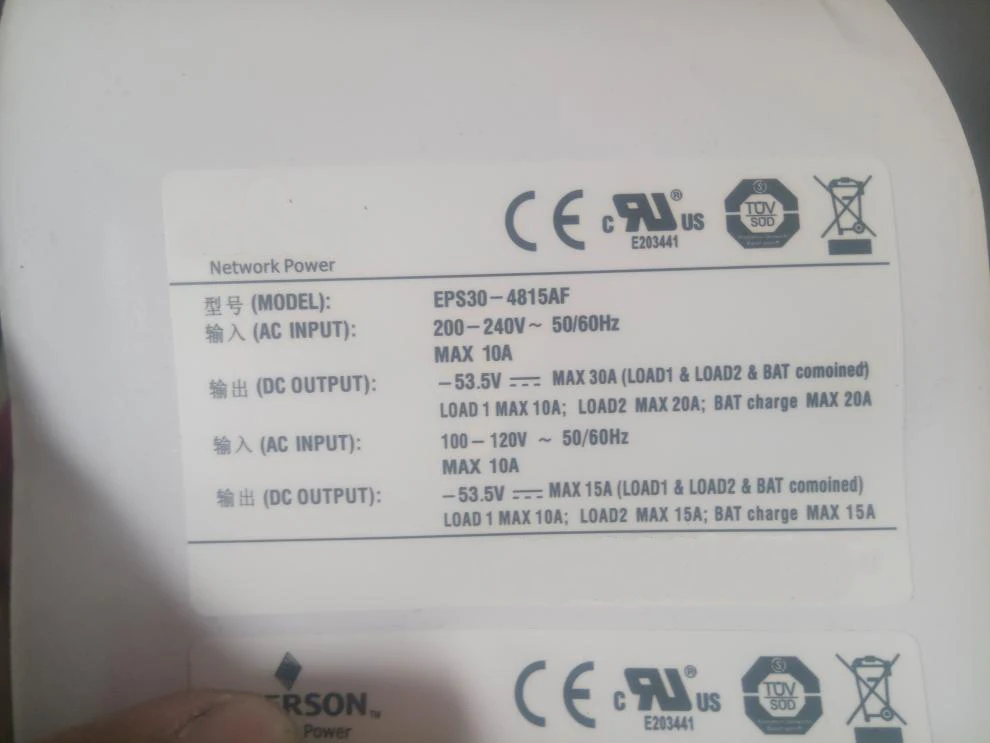 CE C RU ® US TÜV SÜD
E203441
Network Power
型号 (MODEL): EPS30-4815AF
输入 (AC INPUT): 200-240V~ 50/60Hz
MAX 10A
输出 (DC OUTPUT): -53.5V ⎓ MAX 30A (LOAD1 & LOAD2 & BAT comoined)
LOAD 1 MAX 10A; LOAD2 MAX 20A; BAT charge MAX 20A
输入 (AC INPUT): 100-120V ~ 50/60Hz
MAX 10A
输出 (DC OUTPUT): -53.5V ⎓ MAX 15A (LOAD1 & LOAD2 & BAT comoined)
LOAD 1 MAX 10A; LOAD2 MAX 15A; BAT charge MAX 15A
ERSON™ CE C RU ® US TÜV SÜD
Power E203441